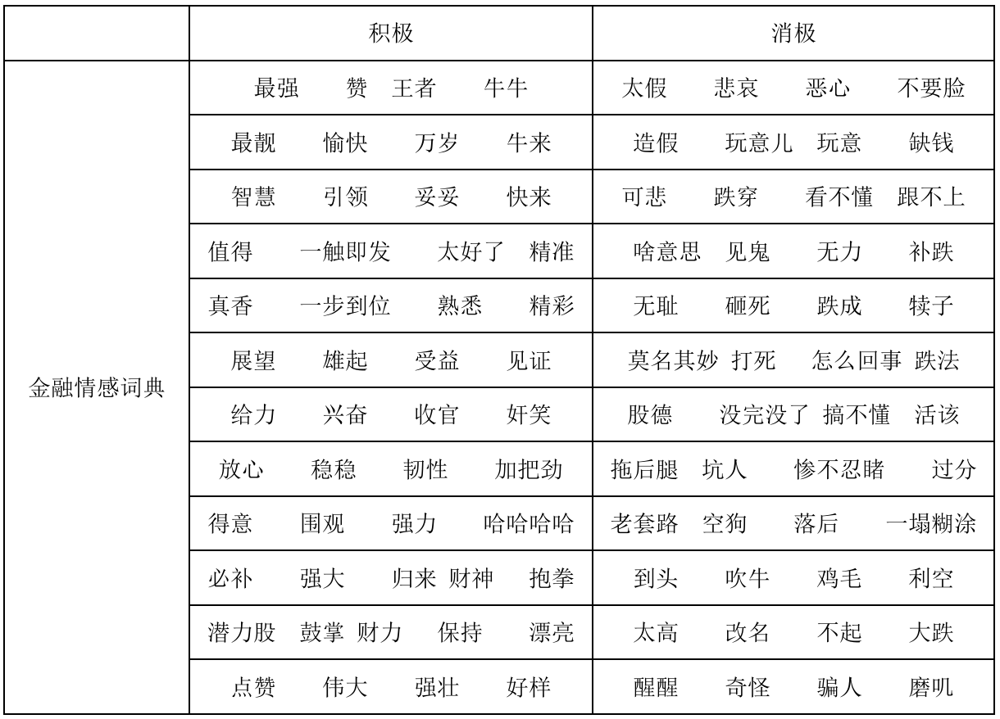 积极 消极
最强 赞 王者 牛牛 太假 悲哀 恶心 不要脸
最靓 愉快 万岁 牛来 造假 玩意儿 玩意 缺钱
智慧 引领 妥妥 快来 可悲 跌穿 看不懂 跟不上
值得 一触即发 太好了 精准 啥意思 见鬼 无力 补跌
真香 一步到位 熟悉 精彩 无耻 砸死 跌成 犊子
展望 雄起 受益 见证 莫名其妙 打死 怎么回事 跌法
金融情感词典
给力 兴奋 收官 奸笑 股德 没完没了 搞不懂 活该
放心 稳稳 韧性 加把劲 拖后腿 坑人 惨不忍睹 过分
得意 围观 强力 哈哈哈哈 老套路 空狗 落后 一塌糊涂
必补 强大 归来 财神 抱拳 到头 吹牛 鸡毛 利空
潜力股 鼓掌 财力 保持 漂亮 太高 改名 不起 大跌
点赞 伟大 强壮 好样 醒醒 奇怪 骗人 磨叽